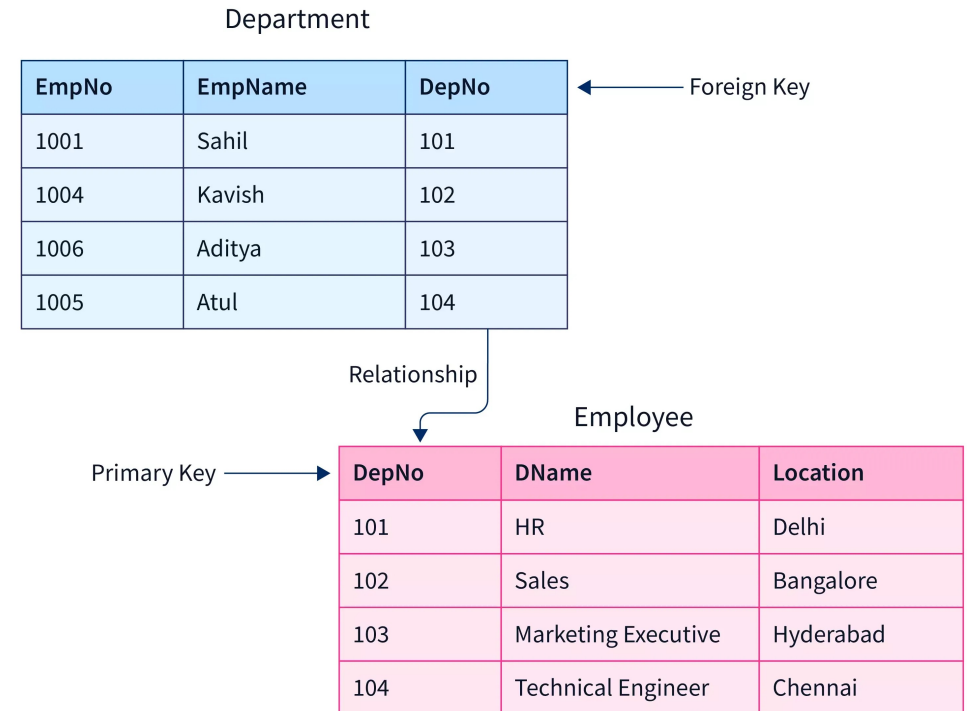 Department
EmpNo EmpName DepNo
Foreign Key
1001 Sahil 101
1004 Kavish 102
1006 Aditya 103
1005 Atul 104
Relationship
Employee
Primary Key
DepNo DName Location
101 HR Delhi
102 Sales Bangalore
103 Marketing Executive Hyderabad
104 Technical Engineer Chennai